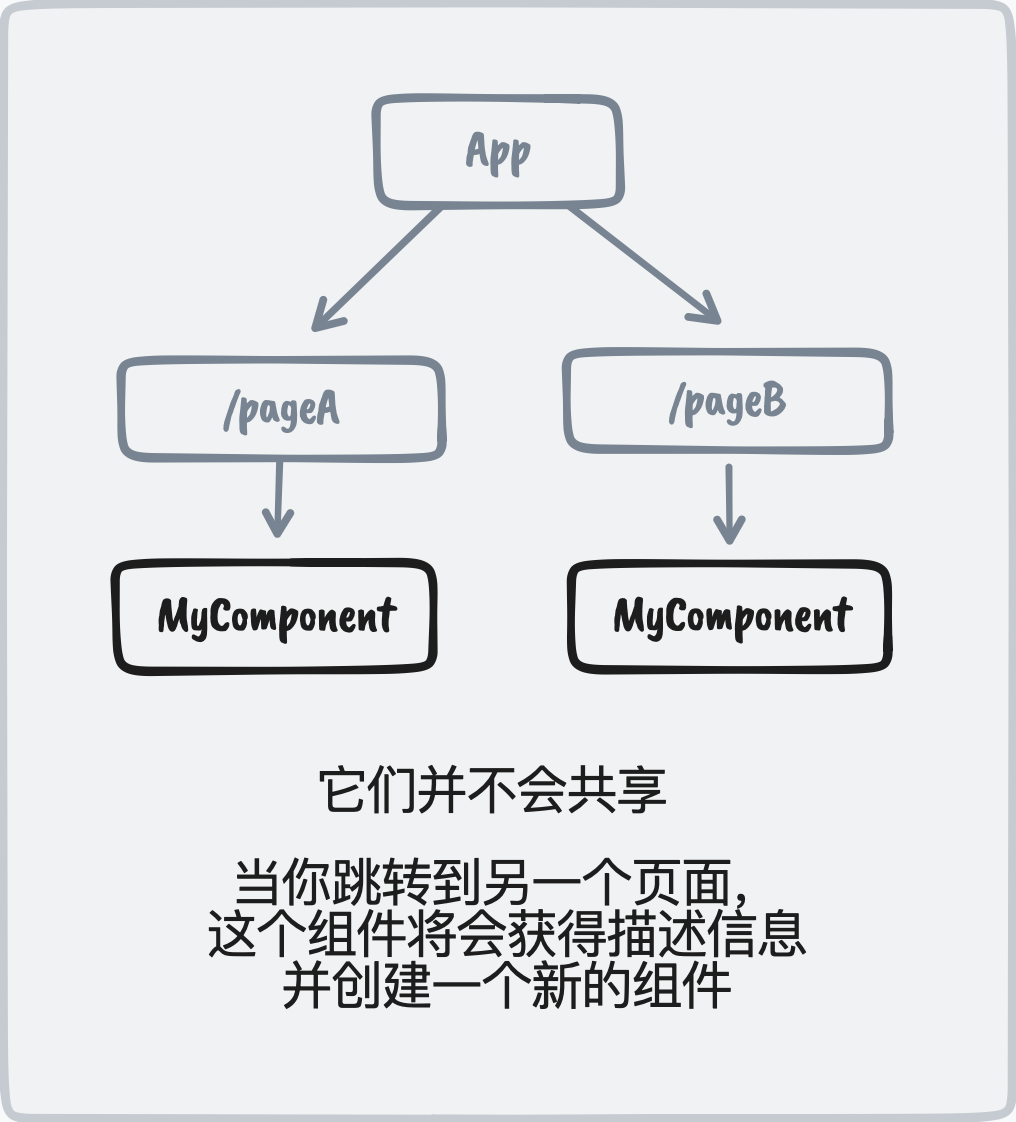 App
/pageA
/pageB
MyComponent
MyComponent
它们并不会共享
当你跳转到另一个页面，
这个组件将会获得描述信息
并创建一个新的组件